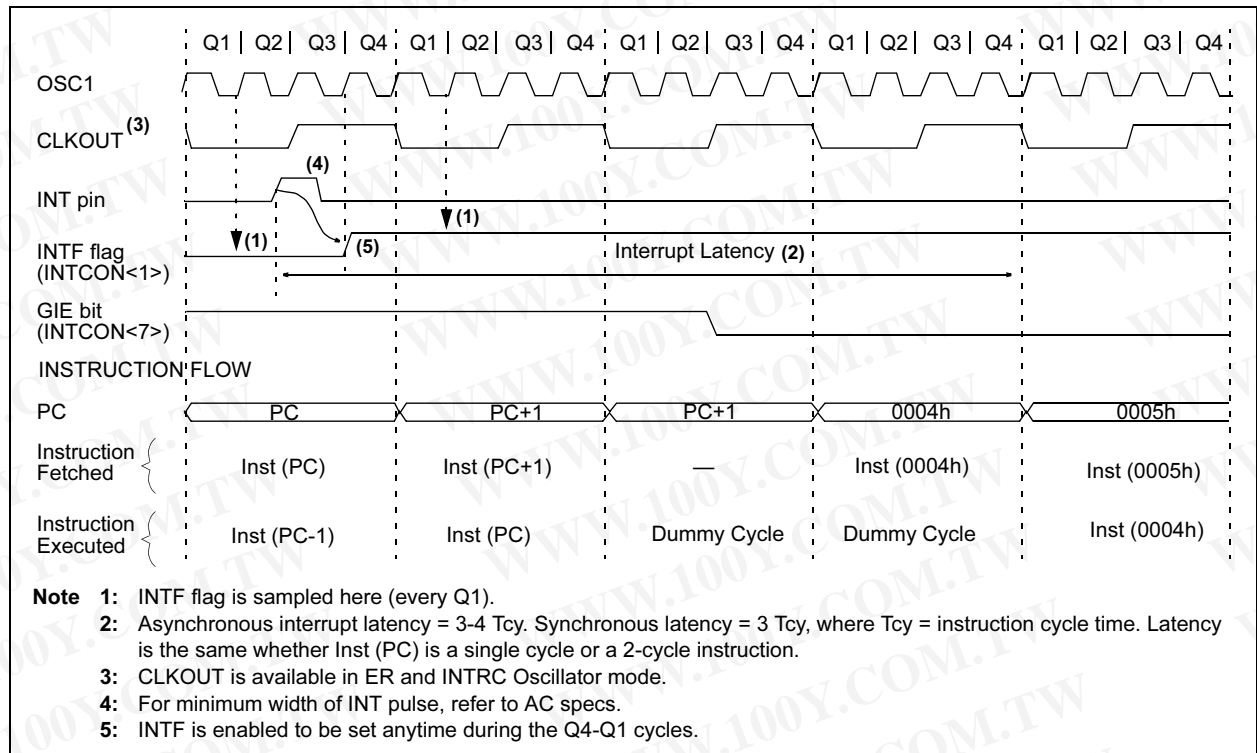 Q1 | Q2 | Q3 | Q4 Q1 | Q2 | Q3 | Q4 Q1 | Q2 | Q3 | Q4 Q1 | Q2 | Q3 | Q4 Q1 | Q2 | Q3 | Q4
OSC1
CLKOUT (3)
(4)
INT pin
(1)
(1) (5)
INTF flag
(INTCON<1>)
Interrupt Latency (2)
GIE bit
(INTCON<7>)
INSTRUCTION FLOW
PC PC PC+1 PC+1 0004h 0005h
Instruction
Fetched
Inst (PC) Inst (PC+1) — Inst (0004h) Inst (0005h)
Instruction
Executed
Inst (PC-1) Inst (PC) Dummy Cycle Dummy Cycle Inst (0004h)
Note 1: INTF flag is sampled here (every Q1).
2: Asynchronous interrupt latency = 3-4 Tcy. Synchronous latency = 3 Tcy, where Tcy = instruction cycle time. Latency
is the same whether Inst (PC) is a single cycle or a 2-cycle instruction.
3: CLKOUT is available in ER and INTRC Oscillator mode.
4: For minimum width of INT pulse, refer to AC specs.
5: INTF is enabled to be set anytime during the Q4-Q1 cycles.
WWW.100Y.COM.TW